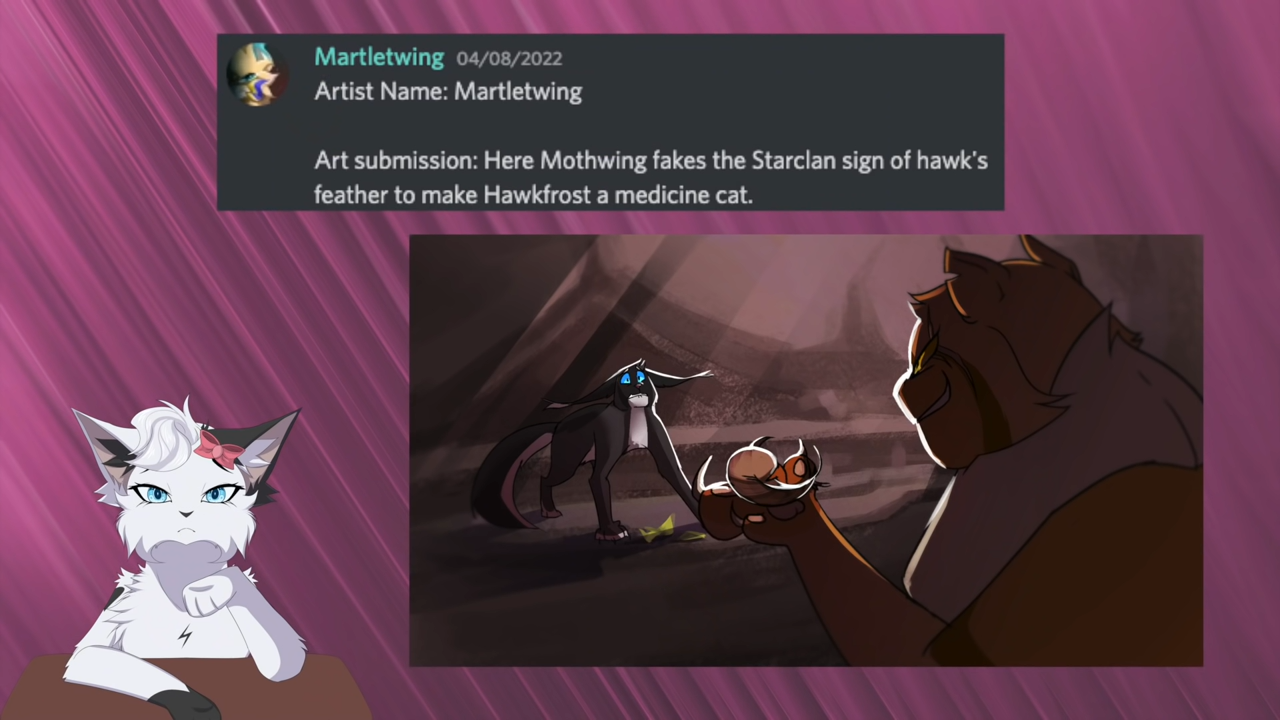 Martletwing 04/08/2022
Artist Name: Martletwing
Art submission: Here Mothwing fakes the Starclan sign of hawk's
feather to make Hawkfrost a medicine cat.